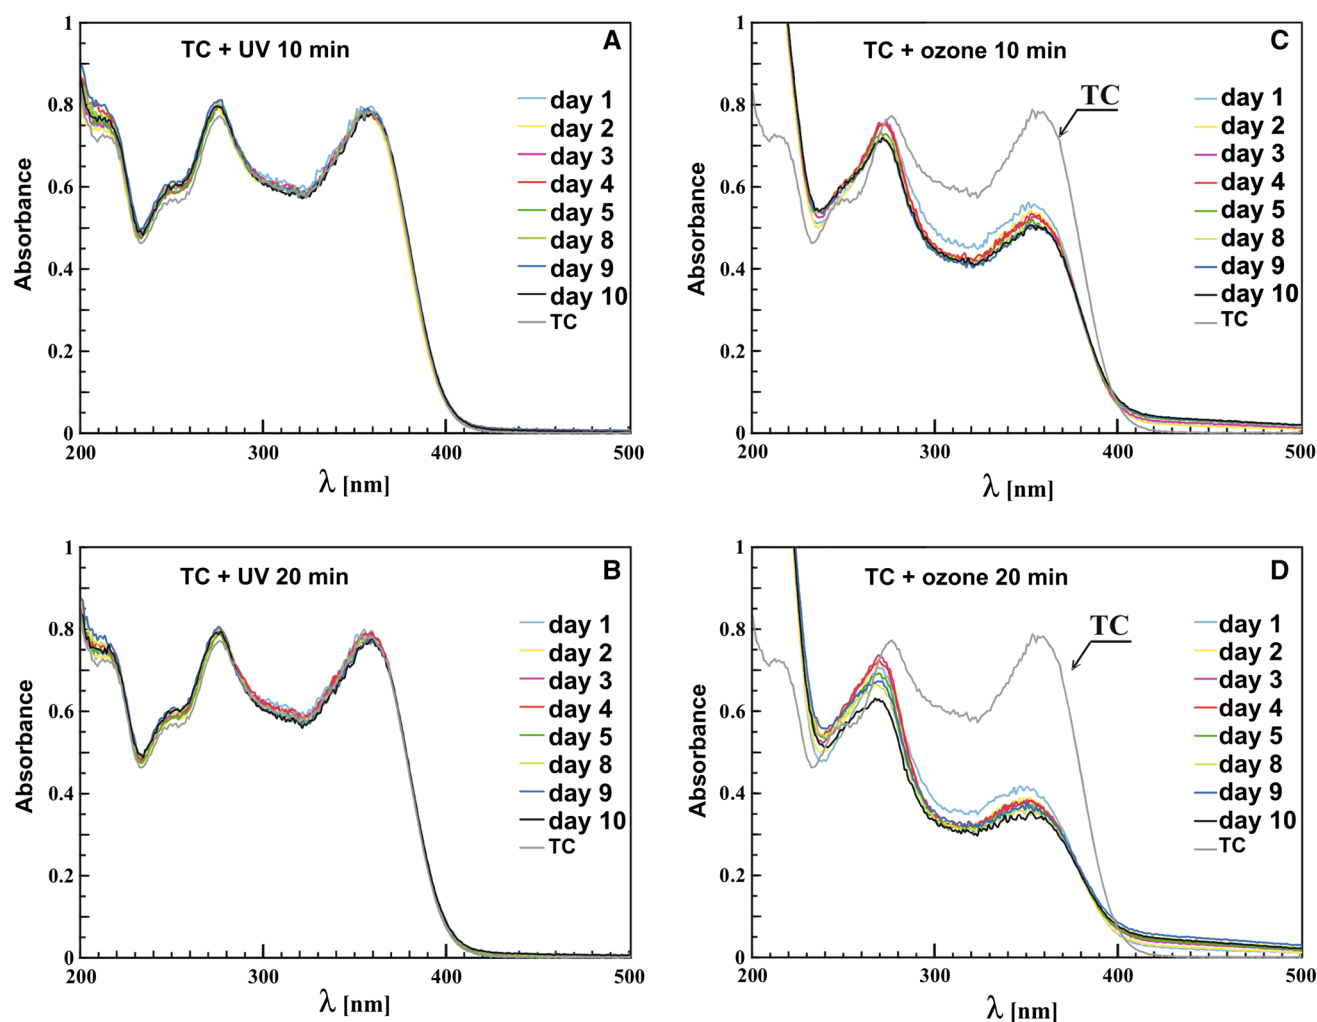 A
TC + UV 10 min
1
0.8
0.6
0.4
0.2
0
Absorbance
day 1
day 2
day 3
day 4
day 5
day 8
day 9
day 10
TC
200
300
400
500
λ [nm]
C
TC + ozone 10 min
TC
1
0.8
0.6
0.4
0.2
0
Absorbance
day 1
day 2
day 3
day 4
day 5
day 8
day 9
day 10
TC
200
300
400
500
λ [nm]
B
TC + UV 20 min
1
0.8
0.6
0.4
0.2
0
Absorbance
day 1
day 2
day 3
day 4
day 5
day 8
day 9
day 10
TC
200
300
400
500
λ [nm]
D
TC + ozone 20 min
TC
1
0.8
0.6
0.4
0.2
0
Absorbance
day 1
day 2
day 3
day 4
day 5
day 8
day 9
day 10
TC
200
300
400
500
λ [nm]